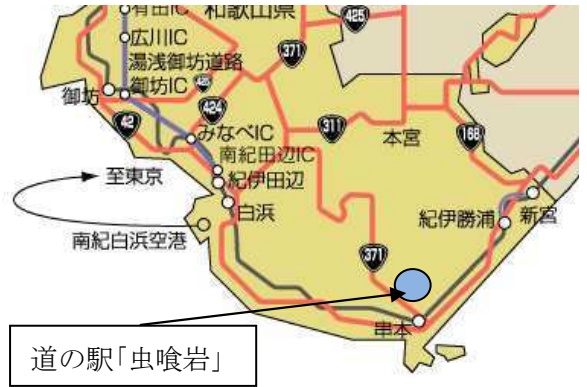 有田IC
和歌山県
425
広川IC
371
湯浅御坊道路
御坊IC
425
御坊
424
42
みなべIC
311
本宮
168
南紀田辺IC
至東京
紀伊田辺
白浜
紀伊勝浦
新宮
南紀白浜空港
371
串本
道の駅「虫喰岩」